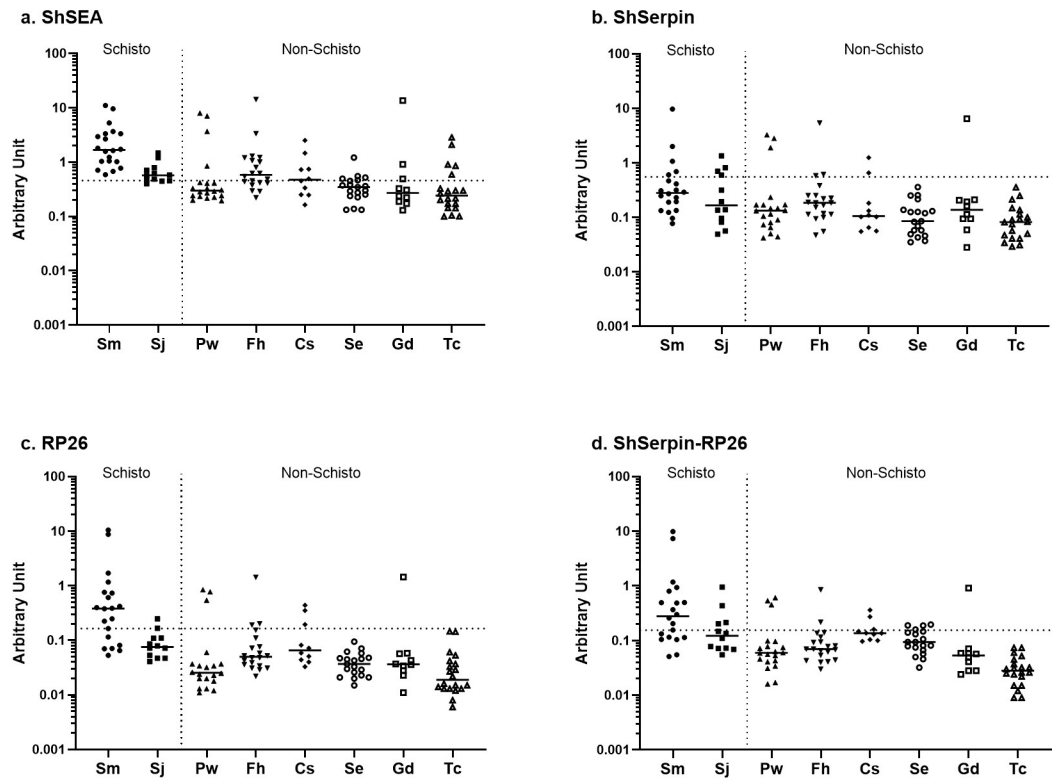 a. ShSEA
Schisto Non-Schisto
100
10
1
0.1
0.01
0.001
Arbitrary Unit
Sm Sj Pw Fh Cs Se Gd Tc
b. ShSerpin
Schisto Non-Schisto
100
10
1
0.1
0.01
0.001
Arbitrary Unit
Sm Sj Pw Fh Cs Se Gd Tc
c. RP26
Schisto Non-Schisto
100
10
1
0.1
0.01
0.001
Arbitrary Unit
Sm Sj Pw Fh Cs Se Gd Tc
d. ShSerpin-RP26
Schisto Non-Schisto
100
10
1
0.1
0.01
0.001
Arbitrary Unit
Sm Sj Pw Fh Cs Se Gd Tc